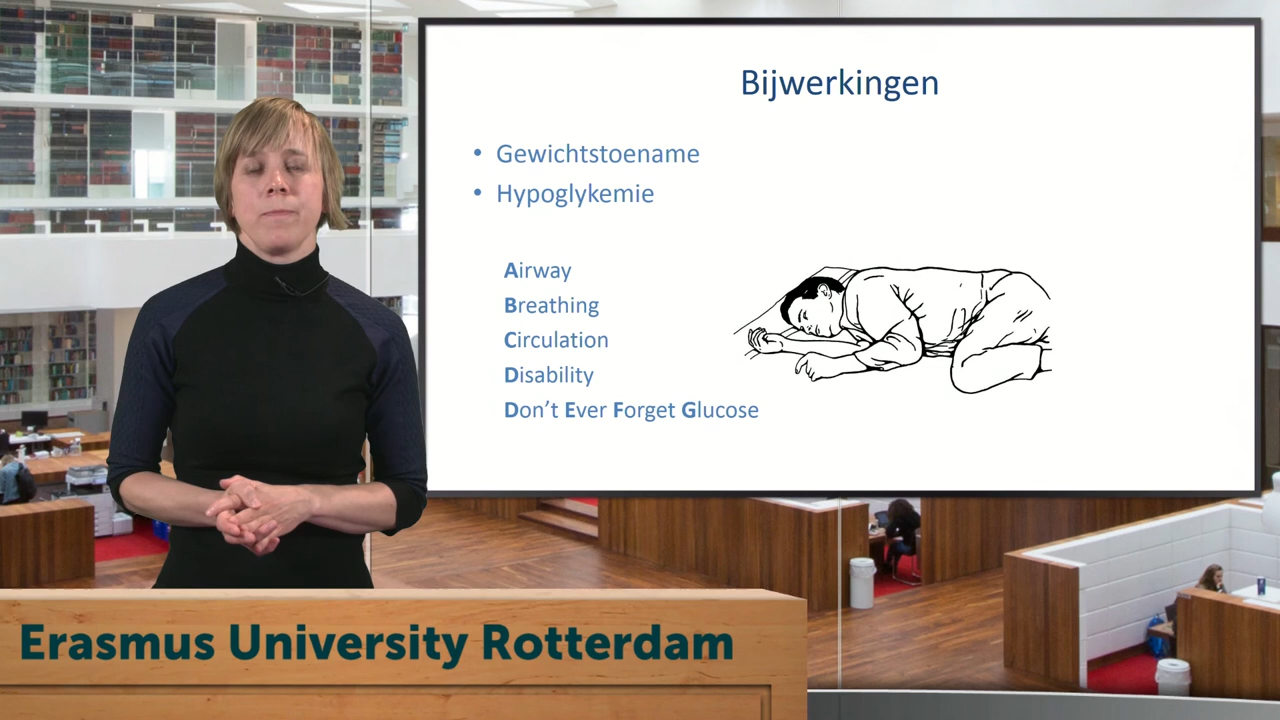 Bijwerkingen
• Gewichtstoename
• Hypoglykemie
Airway
Breathing
Circulation
Disability
Don't Ever Forget Glucose
Erasmus University Rotterdam